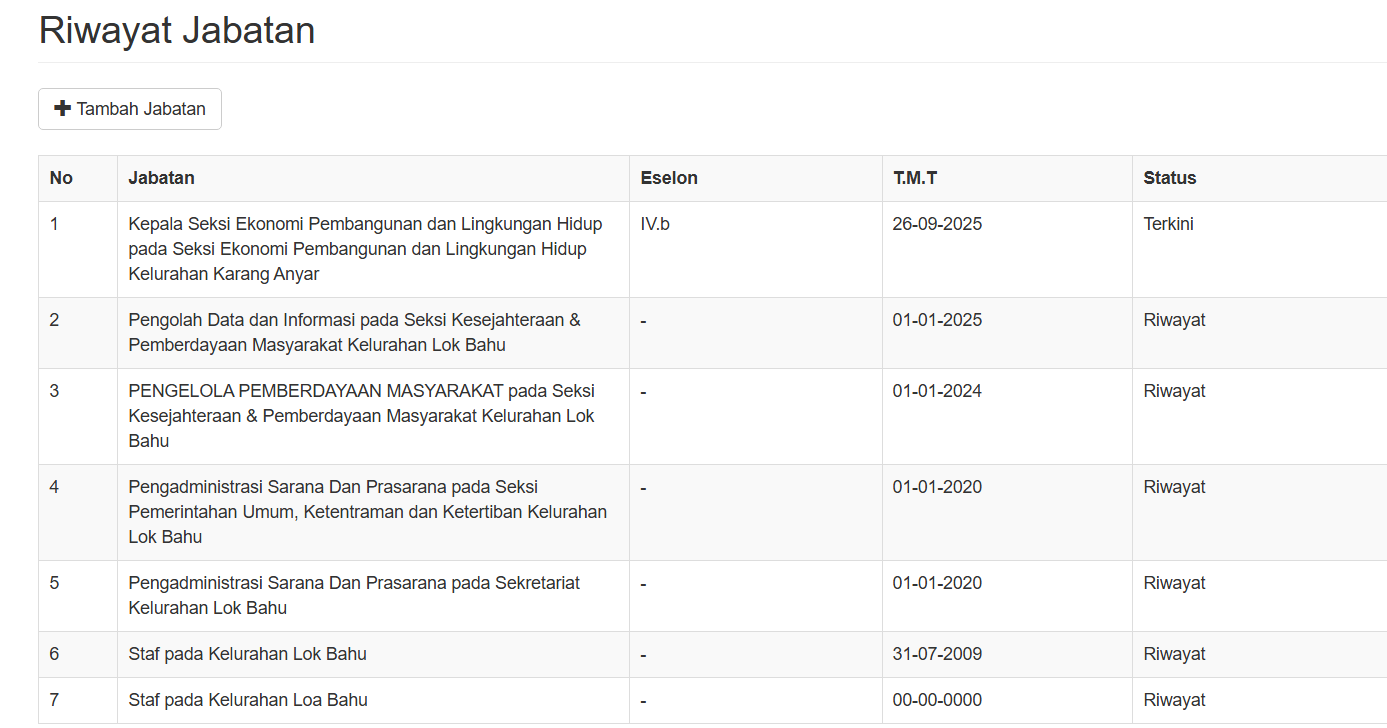 Riwayat Jabatan
Tambah Jabatan
No Jabatan Eselon T.M.T Status
1 Kepala Seksi Ekonomi Pembangunan dan Lingkungan Hidup IV.b 26-09-2025 Terkini
pada Seksi Ekonomi Pembangunan dan Lingkungan Hidup
Kelurahan Karang Anyar
2 Pengolah Data dan Informasi pada Seksi Kesejahteraan & - 01-01-2025 Riwayat
Pemberdayaan Masyarakat Kelurahan Lok Bahu
3 PENGELOLA PEMBERDAYAAN MASYARAKAT pada Seksi - 01-01-2024 Riwayat
Kesejahteraan & Pemberdayaan Masyarakat Kelurahan Lok
Bahu
4 Pengadministrasi Sarana Dan Prasarana pada Seksi - 01-01-2020 Riwayat
Pemerintahan Umum, Ketentraman dan Ketertiban Kelurahan
Lok Bahu
5 Pengadministrasi Sarana Dan Prasarana pada Sekretariat - 01-01-2020 Riwayat
Kelurahan Lok Bahu
6 Staf pada Kelurahan Lok Bahu - 31-07-2009 Riwayat
7 Staf pada Kelurahan Loa Bahu - 00-00-0000 Riwayat